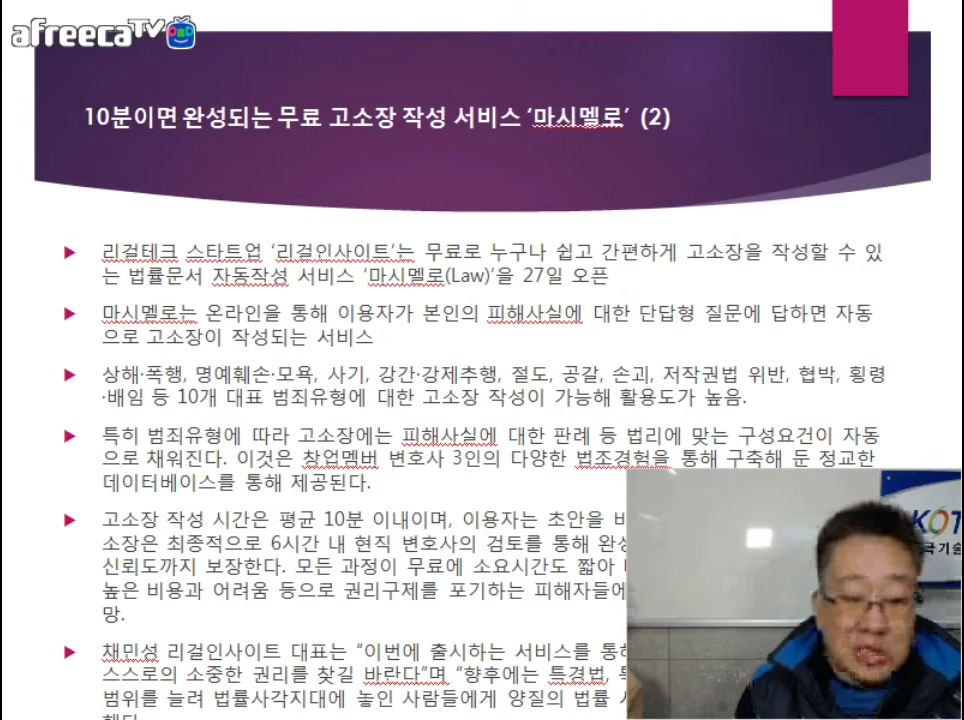 afreecaTV
10분이면 완성되는 무료 고소장 작성 서비스 ‘마시멜로’ (2)
리걸테크 스타트업 ‘리걸인사이트’는 무료로 누구나 쉽고 간편하게 고소장을 작성할 수 있
는 법률문서 자동작성 서비스 ‘마시멜로(Law)’을 27일 오픈
마시멜로는 온라인을 통해 이용자가 본인의 피해사실에 대한 단답형 질문에 답하면 자동
으로 고소장이 작성되는 서비스
상해·폭행, 명예훼손·모욕, 사기, 강간·강제추행, 절도, 공갈, 손괴, 저작권법 위반, 협박, 횡령
·배임 등 10개 대표 범죄유형에 대한 고소장 작성이 가능해 활용도가 높음.
특히 범죄유형에 따라 고소장에는 피해사실에 대한 판례 등 법리에 맞는 구성요건이 자동
으로 채워진다. 이것은 창업멤버 변호사 3인의 다양한 법조경험을 통해 구축해 둔 정교한
데이터베이스를 통해 제공된다.
고소장 작성 시간은 평균 10분 이내이며, 이용자는 초안을
소장은 최종적으로 6시간 내 현직 변호사의 검토를 통해
신뢰도까지 보장한다. 모든 과정이 무료에 소요시간도 짧아
높은 비용과 어려움 등으로 권리구제를 포기하는 피해자들에
망.
채민성 리걸인사이트 대표는 “이번에 출시하는 서비스를
스스로의 소중한 권리를 찾길 바란다”며 “향후에는 특경법,
범위를 늘려 법률사각지대에 놓인 사람들에게 양질의 법률